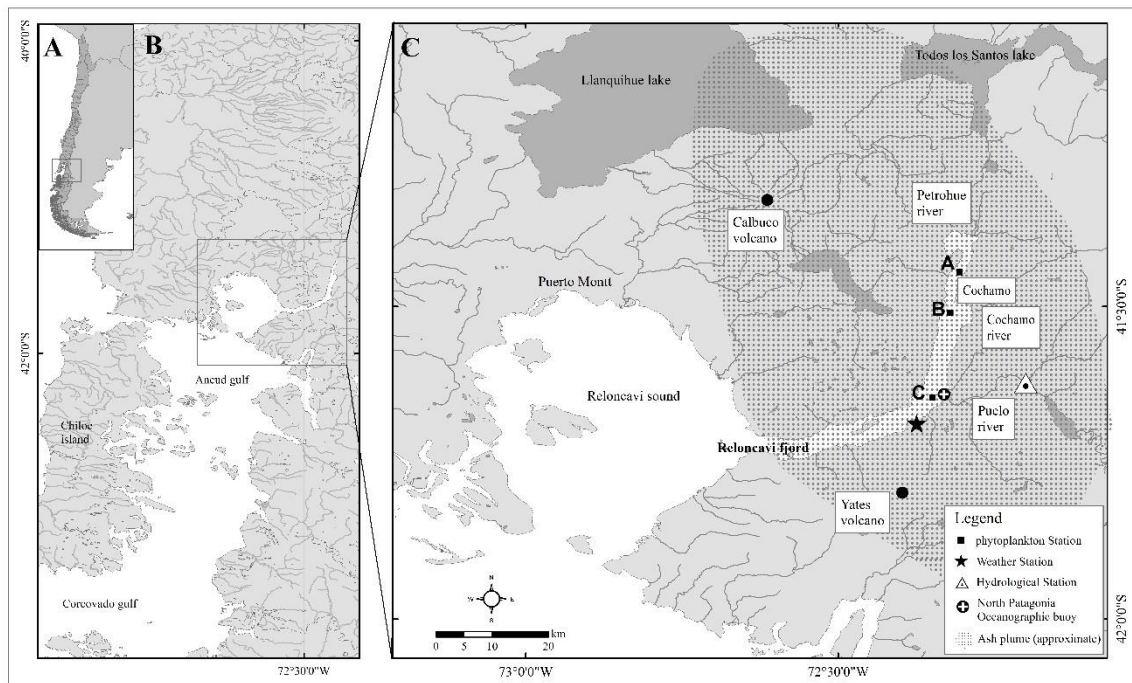 A
B
40°0'0"S
42°0'0"S
Ancud gulf
Chiloe
island
Corcovado gulf
72°30'0"W
C
Llanquihue lake
Todos los Santos lake
Petrohue
river
Calbuco
volcano
A
Cochamo
Puerto Montt
B
Cochamo
river
41°30'0"S
C
Reloncavi sound
Puelo
river
Reloncavi fjord
Yates
volcano
Legend
phytoplankton Station
Weather Station
Hydrological Station
North Patagonia
Oceanographic buoy
Ash plume (approximate)
N
W
E
S
km
0 5 10 20
42°0'0"S
73°0'0"W
72°30'0"W